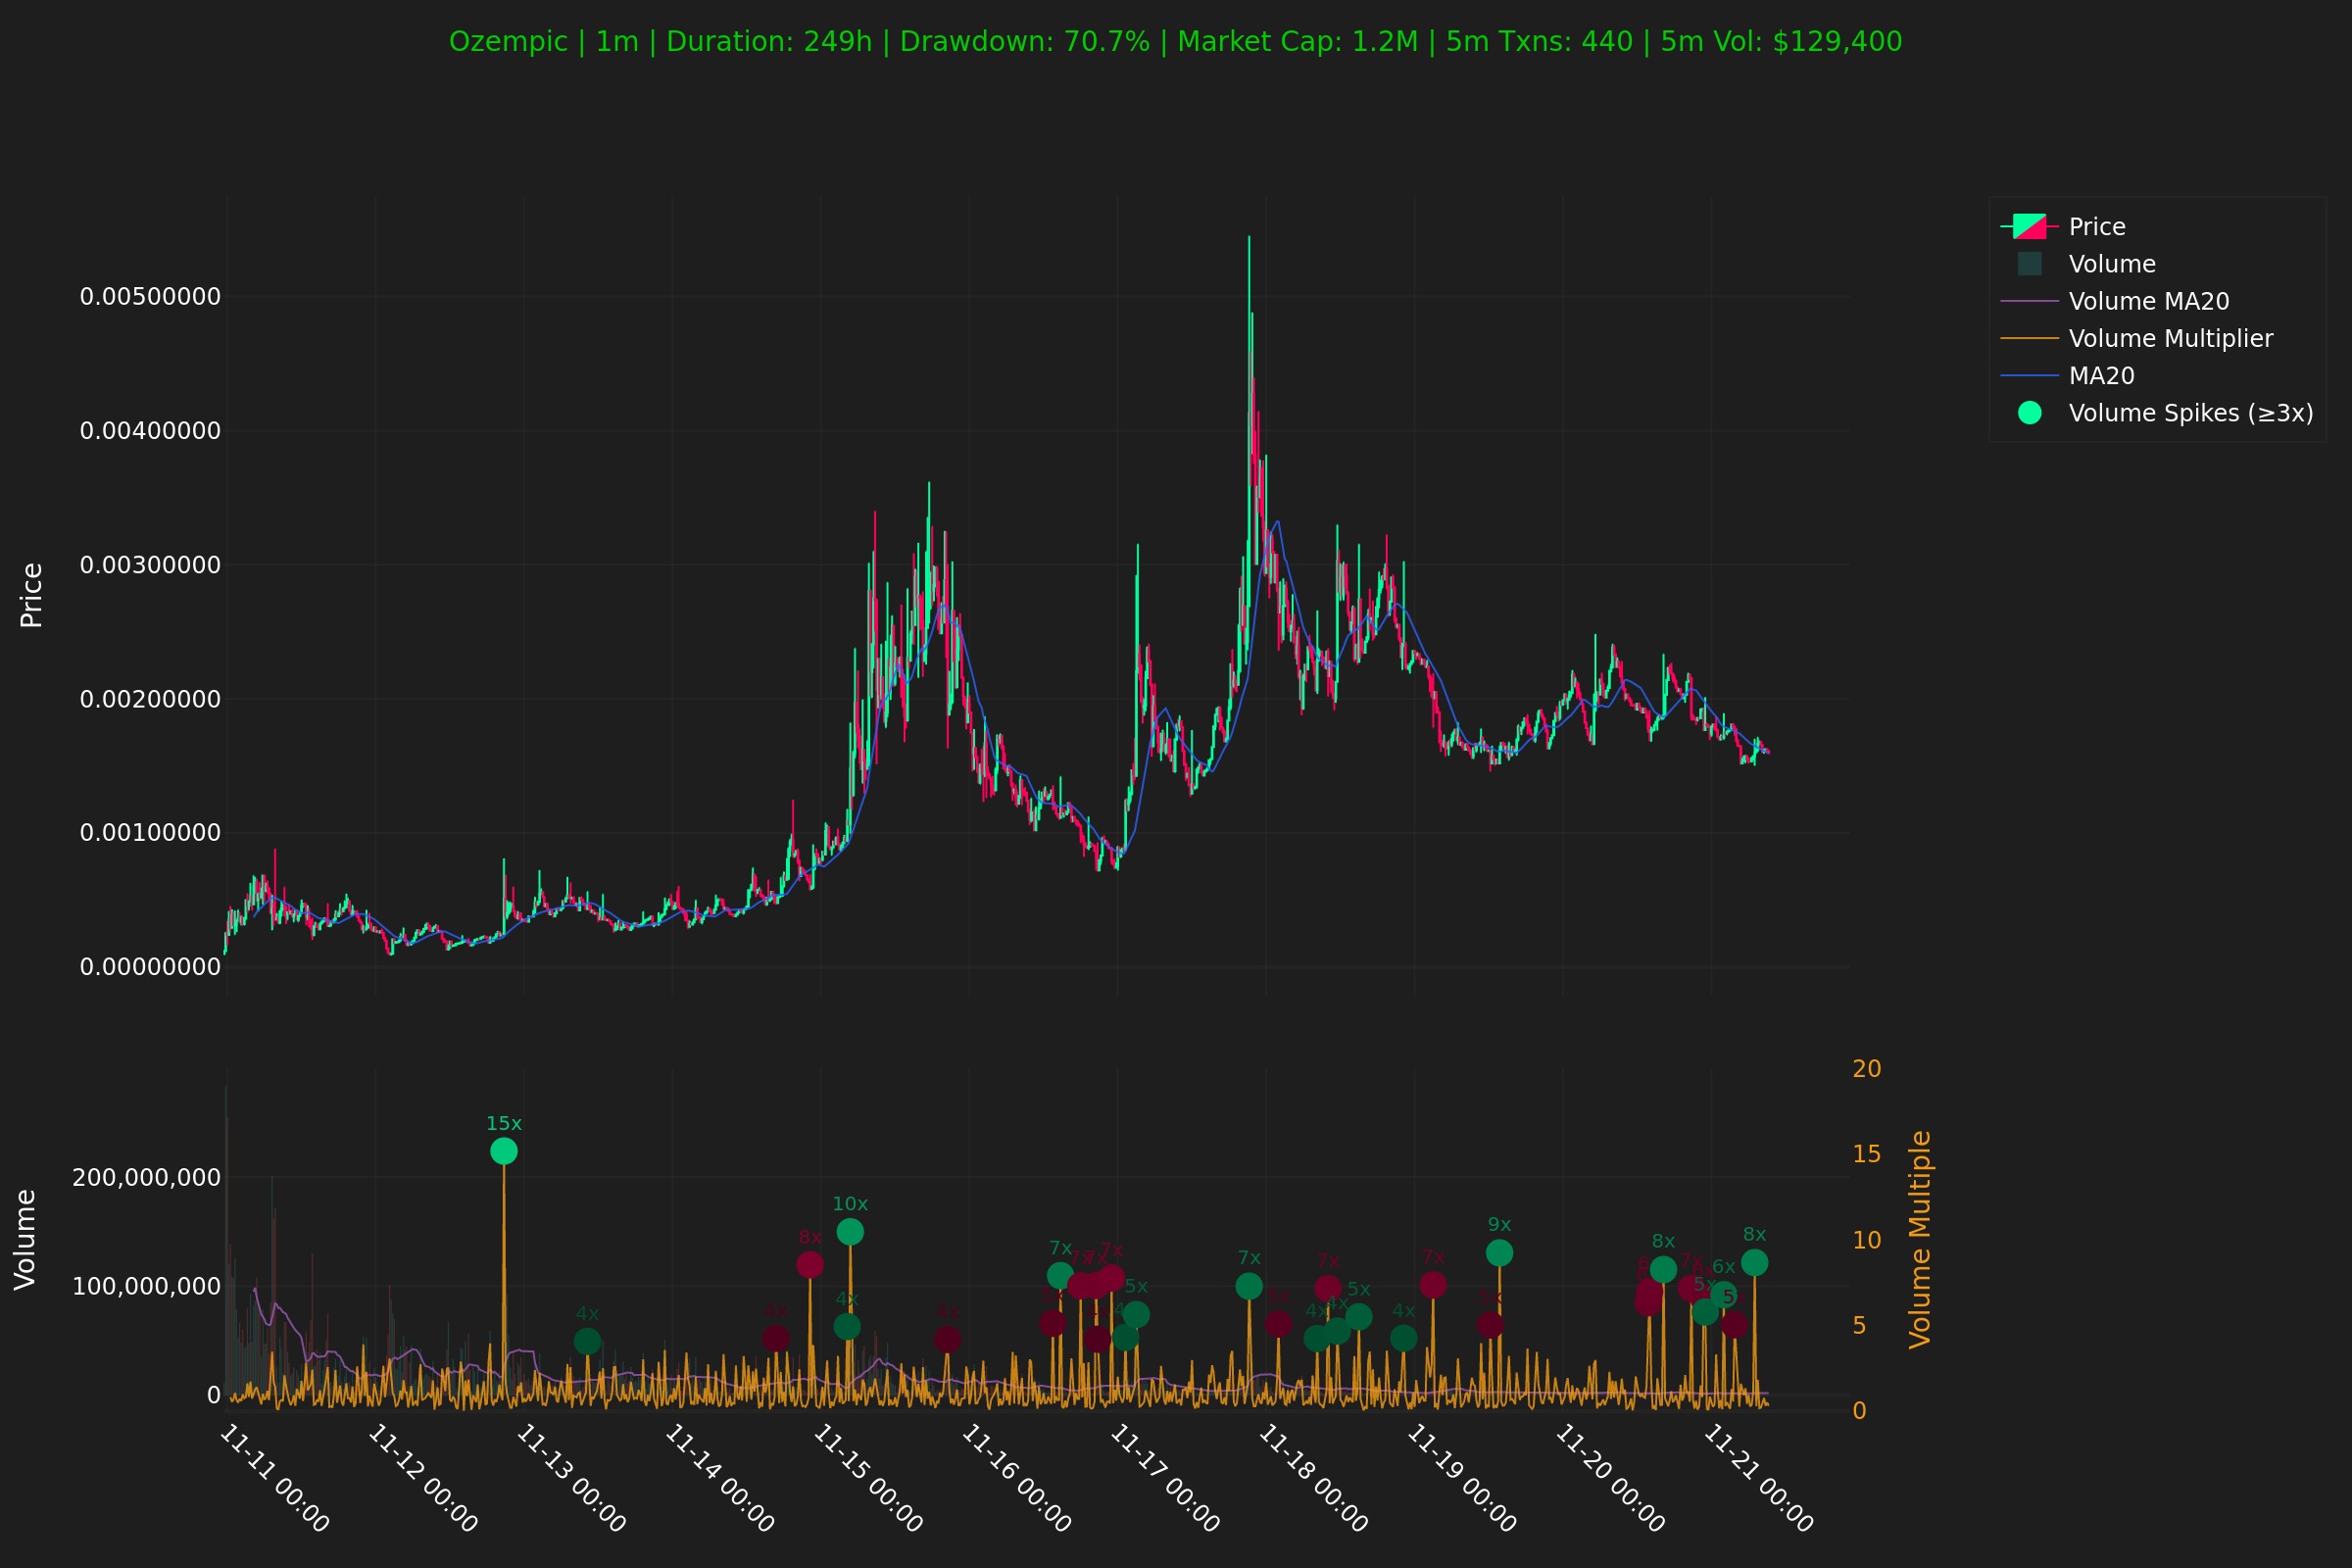 Ozempic | 1m | Duration: 249h | Drawdown: 70.7% | Market Cap: 1.2M | 5m Txns: 440 | 5m Vol: $129,400
Price
Volume
Volume MA20
Volume Multiplier
MA20
Volume Spikes (≥3x)
0.00500000
0.00400000
0.00300000
0.00200000
0.00100000
0.00000000
Price
20
15
10
5
0
Volume Multiple
200,000,000
100,000,000
0
Volume
15x
4x
4x
8x
4x
10x
4x
7x
7x
7x
7x
5x
7x
4x
7x
4x
5x
4x
7x
9x
8x
7x
5x
6x
8x
11-11 00:00
11-12 00:00
11-13 00:00
11-14 00:00
11-15 00:00
11-16 00:00
11-17 00:00
11-18 00:00
11-19 00:00
11-20 00:00
11-21 00:00